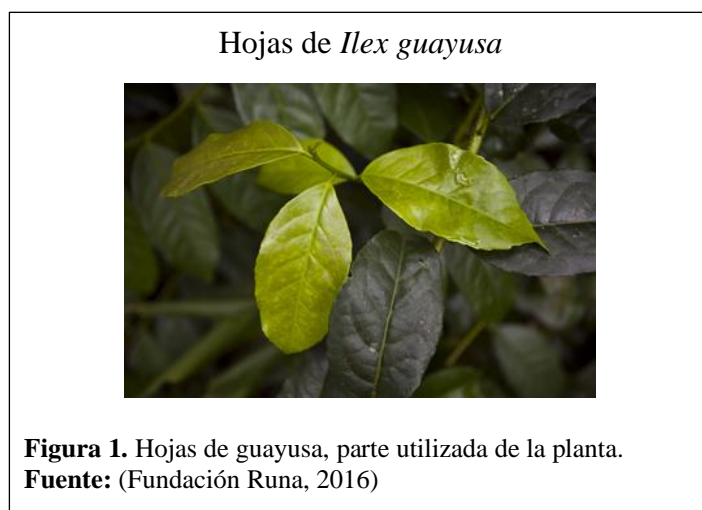 Hojas de Ilex guayusa
Figura 1. Hojas de guayusa, parte utilizada de la planta.
Fuente: (Fundación Runa, 2016)